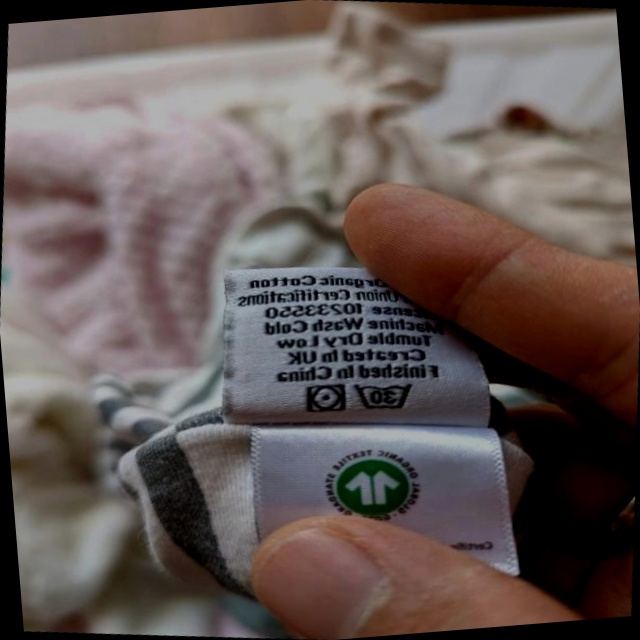 Organic Cotton
Union Certifications
10233550
Machine Wash Cold
Tumble Dry Low
Created In UK
Finished In China
30
ORGANIC TEXTILE STANDARD